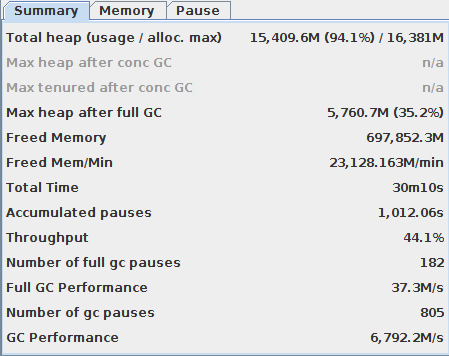 Summary Memory Pause
Total heap (usage / alloc. max) 15,409.6M (94.1%) / 16,381M
Max heap after conc GC n/a
Max tenured after conc GC n/a
Max heap after full GC 5,760.7M (35.2%)
Freed Memory 697,852.3M
Freed Mem/Min 23,128.163M/min
Total Time 30m10s
Accumulated pauses 1,012.06s
Throughput 44.1%
Number of full gc pauses 182
Full GC Performance 37.3M/s
Number of gc pauses 805
GC Performance 6,792.2M/s